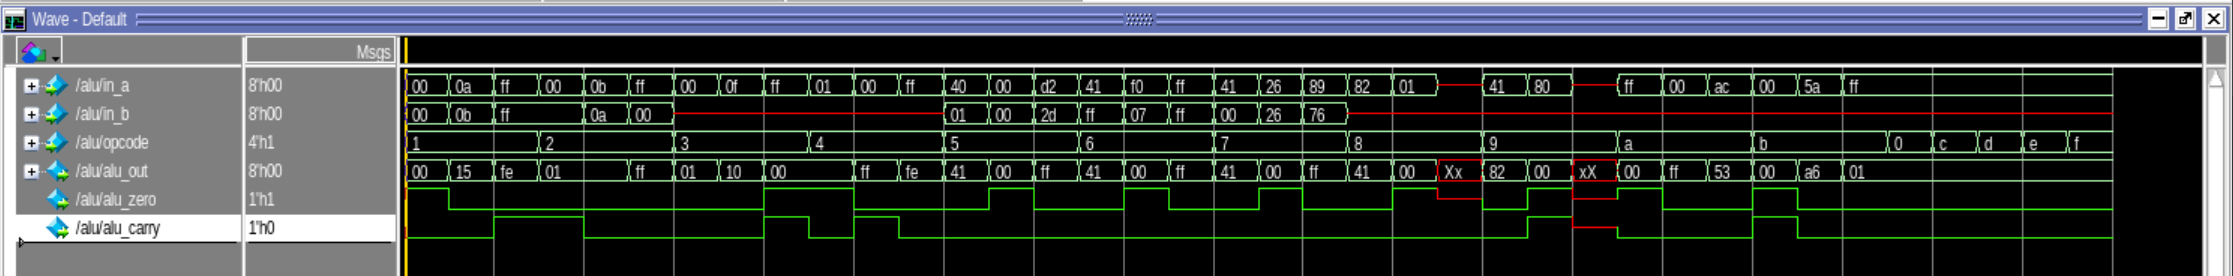 Wave - Default
Msgs
/alu/in_a 8'h00 00 0a ff 00 0b ff 00 0f ff 01 00 ff 40 00 d2 41 f0 ff 41 26 89 82 01 41 80 ff 00 ac 00 5a ff
/alu/in_b 8'h00 00 0b ff 0a 00 01 00 2d ff 07 ff 00 26 76
/alu/opcode 4'h1 1 2 3 4 5 6 7 8 9 a b 0 c d e f
/alu/alu_out 8'h00 00 15 fe 01 ff 01 10 00 ff fe 41 00 ff 41 00 ff 41 00 ff 41 00 Xx 82 00 xX 00 ff 53 00 a6 01
/alu/alu_zero 1'h1
/alu/alu_carry 1'h0